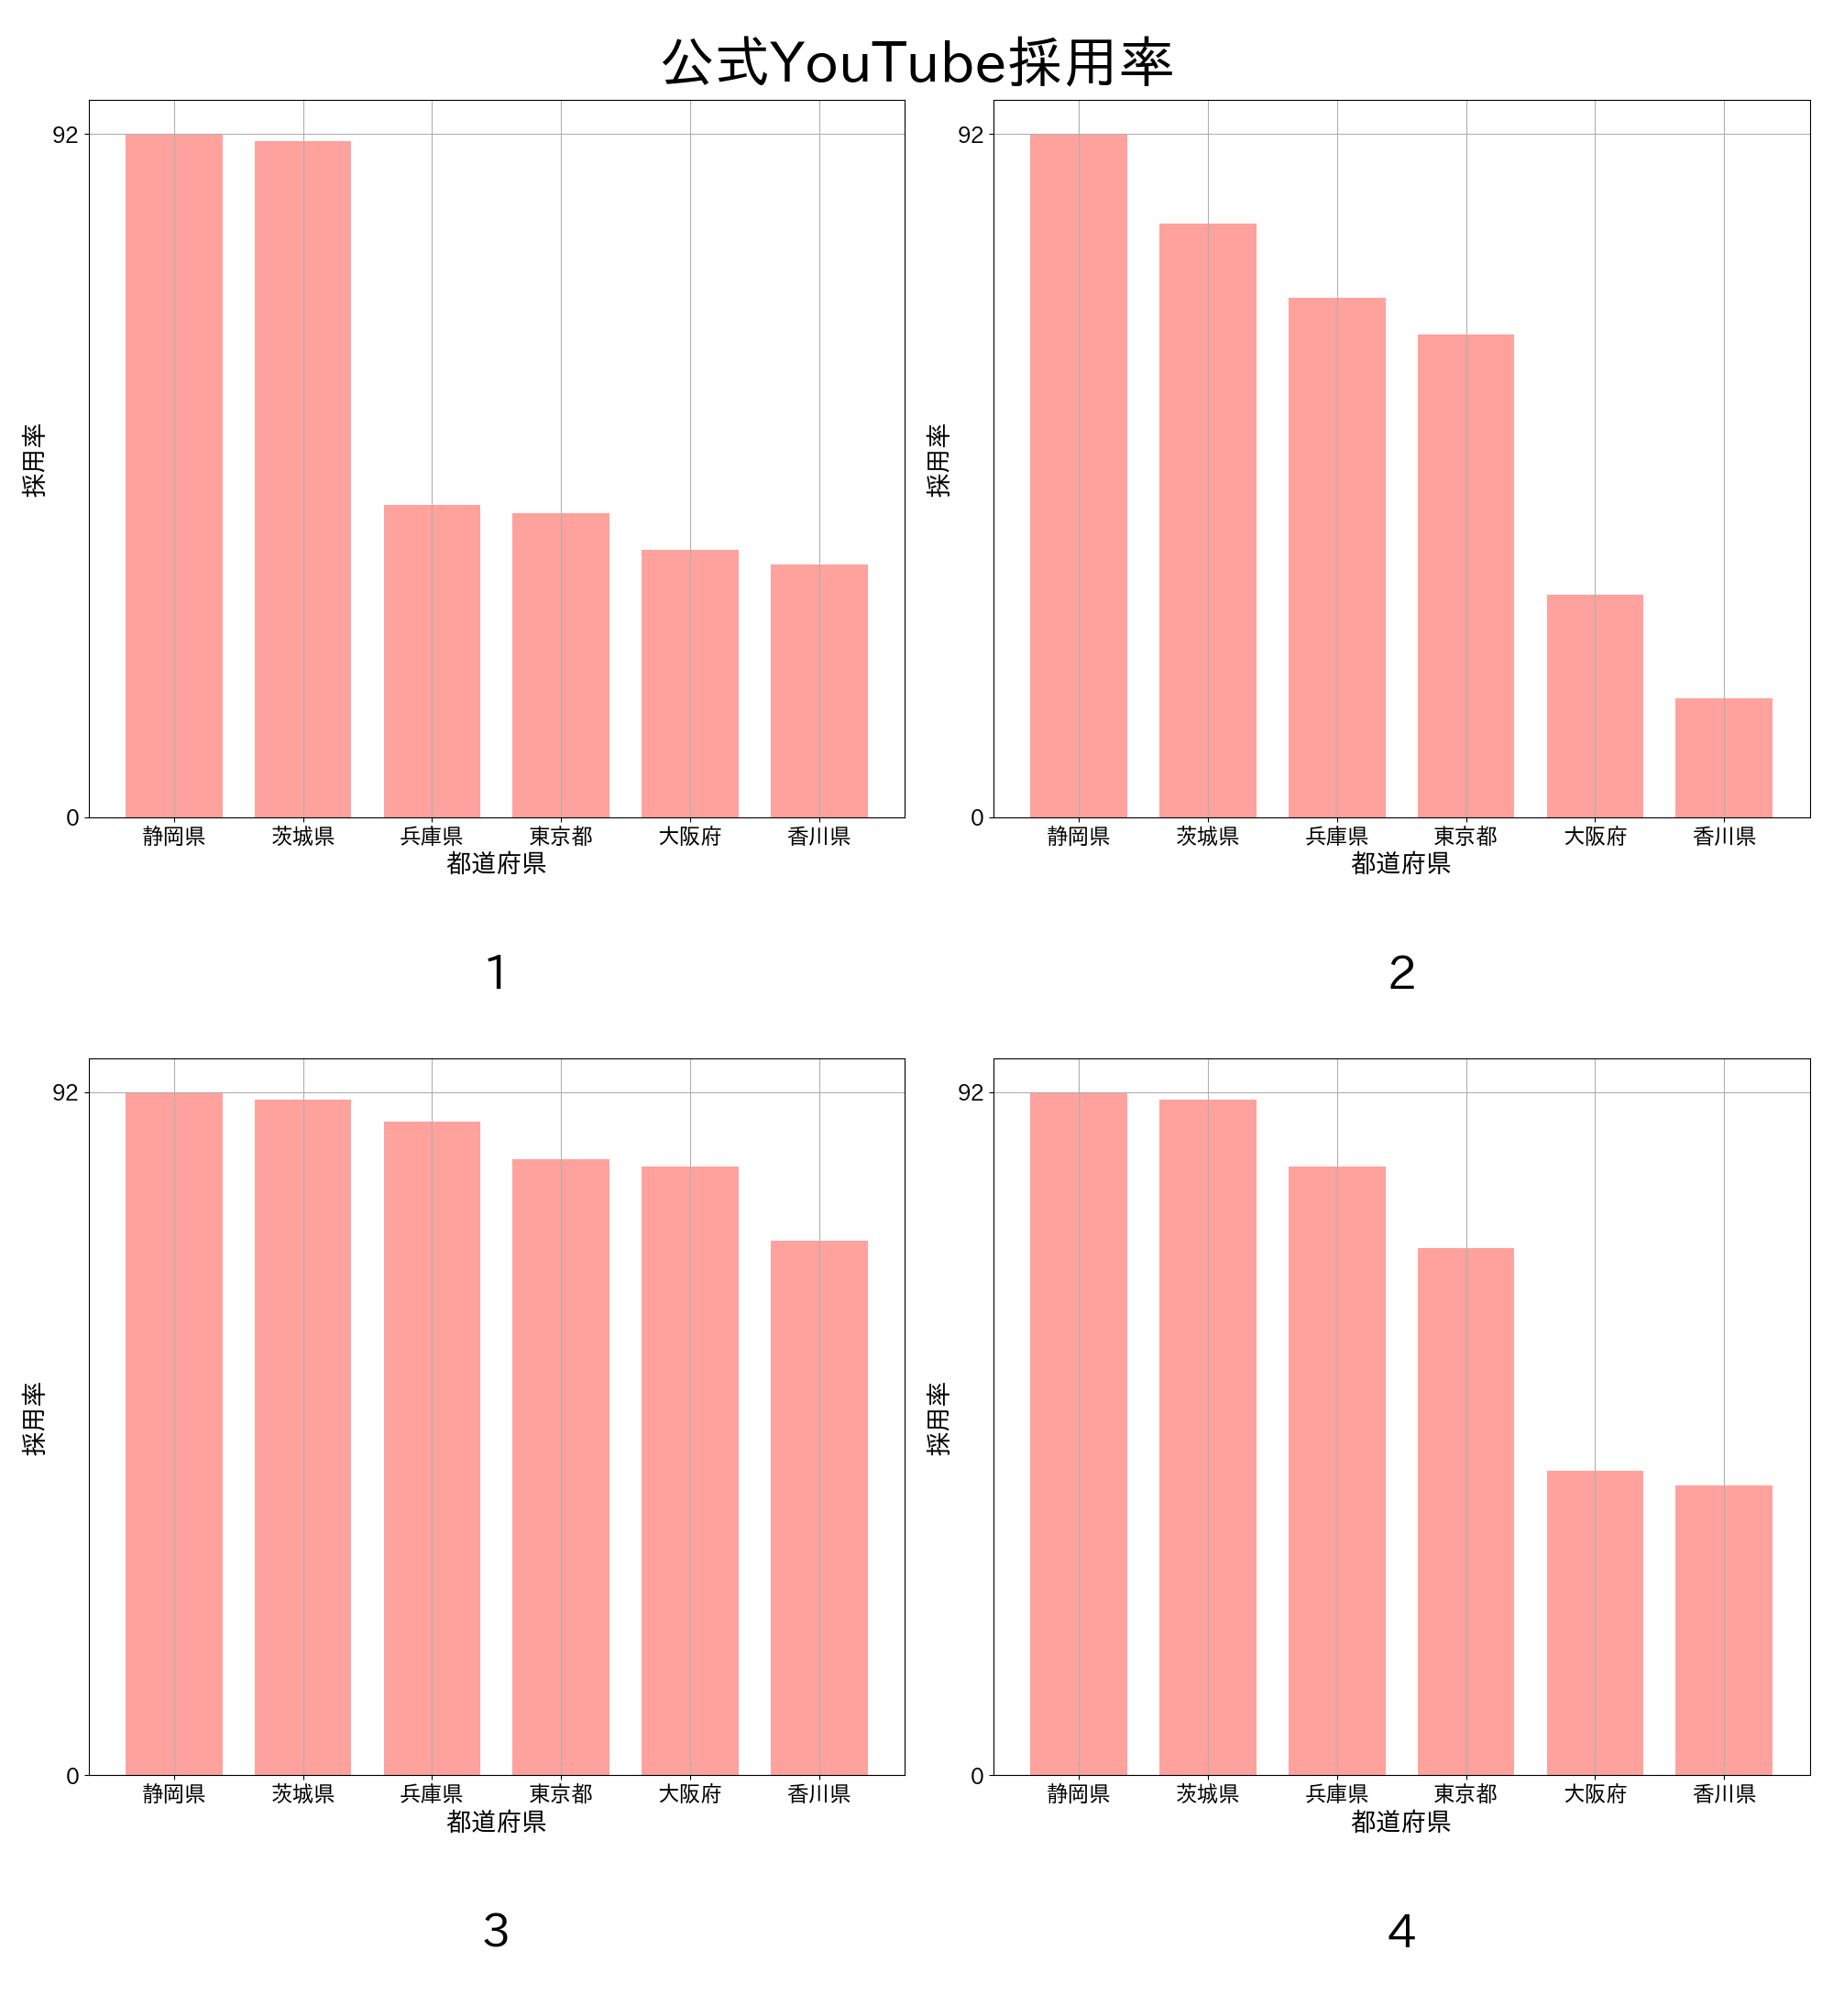 公式YouTube採用率
92
0
採用率
静岡県 茨城県 兵庫県 東京都 大阪府 香川県
都道府県
1
92
0
採用率
静岡県 茨城県 兵庫県 東京都 大阪府 香川県
都道府県
2
92
0
採用率
静岡県 茨城県 兵庫県 東京都 大阪府 香川県
都道府県
3
92
0
採用率
静岡県 茨城県 兵庫県 東京都 大阪府 香川県
都道府県
4